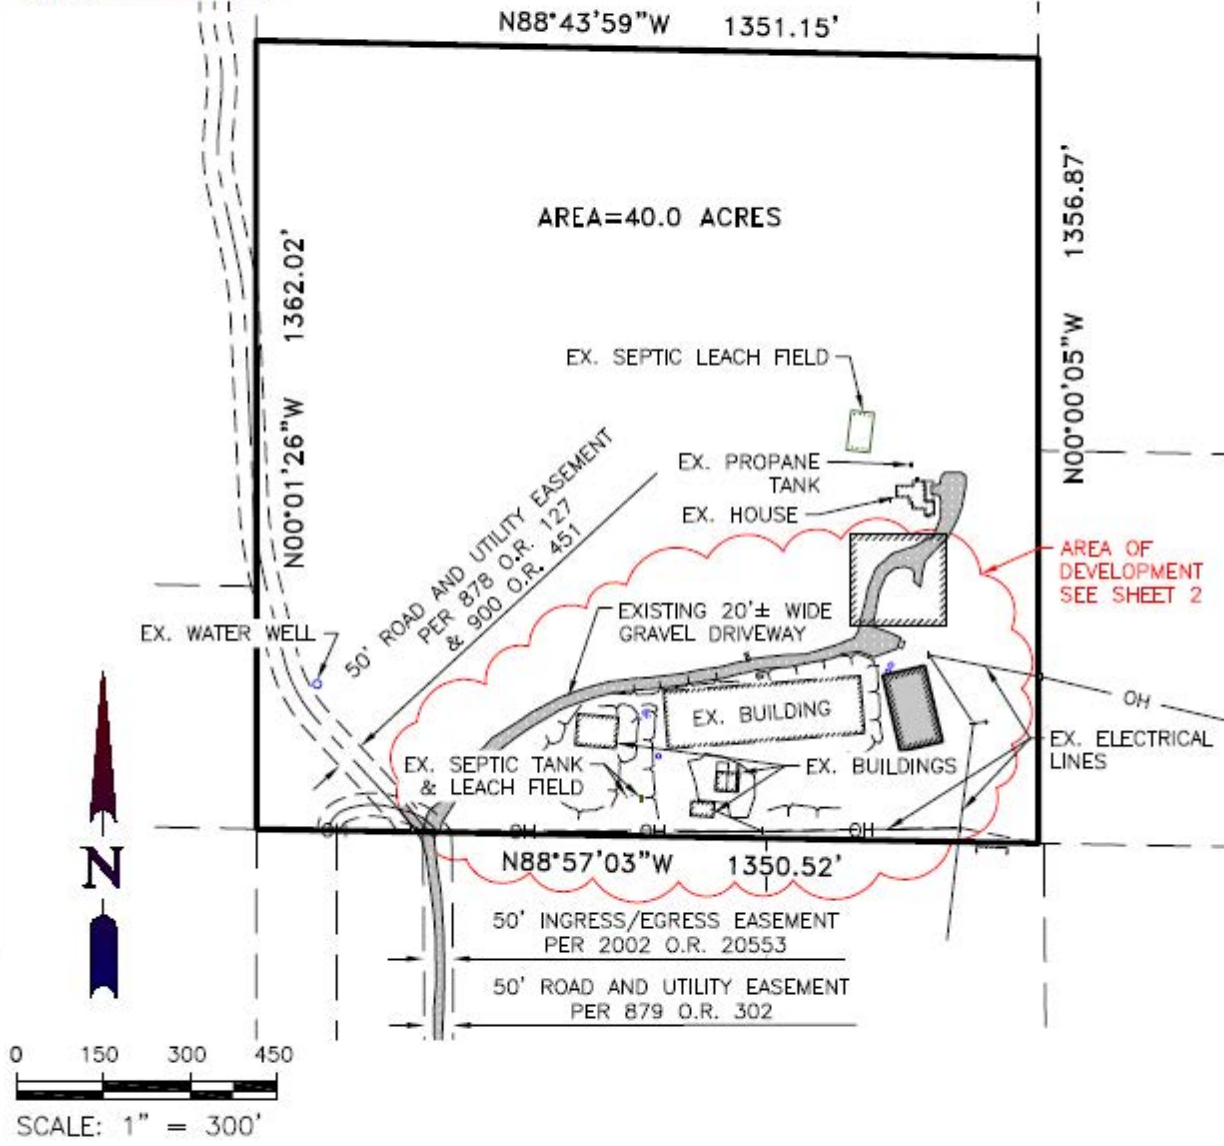 N88°43'59"W 1351.15'
AREA=40.0 ACRES
1362.02'
N00°01'26"W
1356.87'
N00°00'05"W
EX. SEPTIC LEACH FIELD
EX. PROPANE
TANK
EX. HOUSE
50' ROAD AND UTILITY EASEMENT
PER 878 O.R. 127
& 900 O.R. 451
AREA OF
DEVELOPMENT
SEE SHEET 2
EXISTING 20'± WIDE
GRAVEL DRIVEWAY
EX. WATER WELL
OH
EX. BUILDING
EX. ELECTRICAL
LINES
EX. SEPTIC TANK
& LEACH FIELD
EX. BUILDINGS
OH OH OH
N88°57'03"W 1350.52'
N
50' INGRESS/EGRESS EASEMENT
PER 2002 O.R. 20553
50' ROAD AND UTILITY EASEMENT
PER 879 O.R. 302
0 150 300 450
SCALE: 1" = 300'